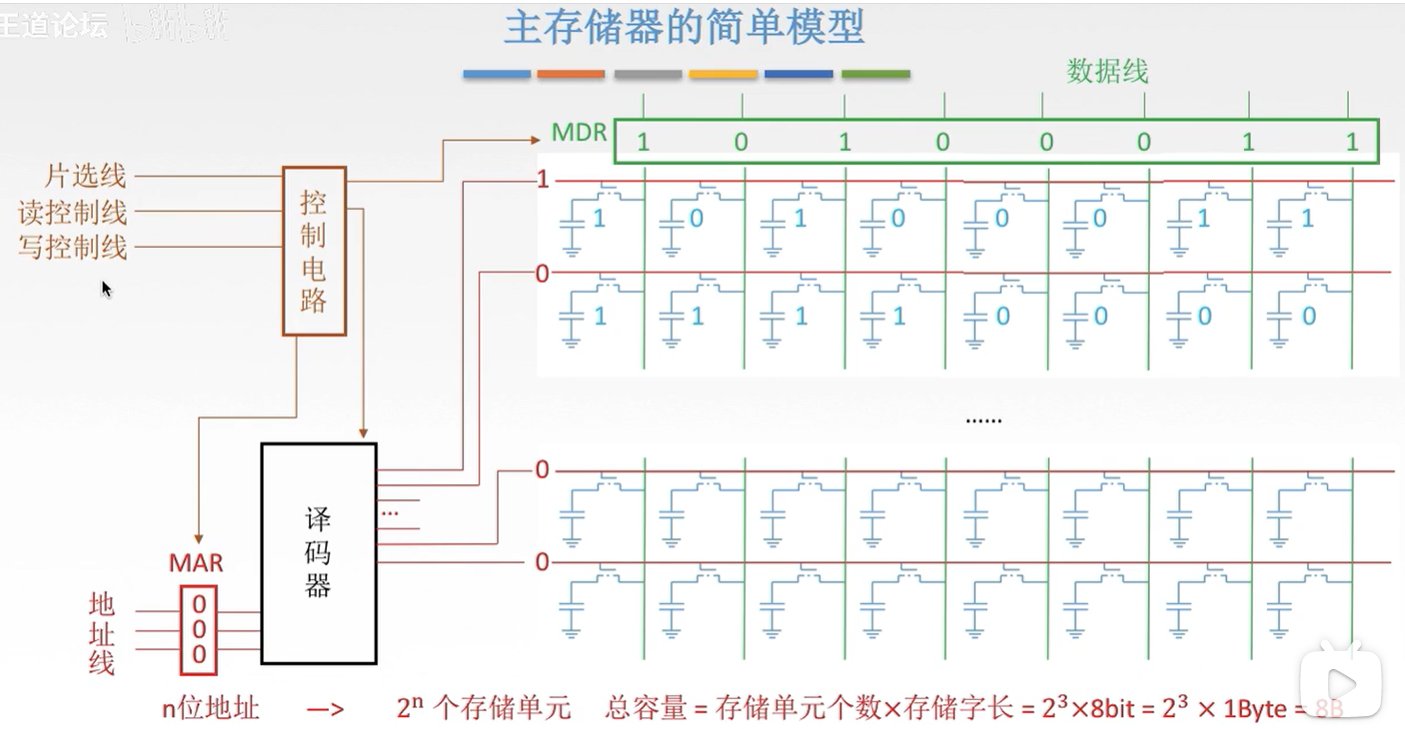 王道论坛
主存储器的简单模型
数据线
MDR 1 0 1 0 0 0 1 1
片选线
读控制线
写控制线
控制电路
1
1 0 1 0 0 0 1 1
0
1 1 1 1 0 0 0 0
......
0
0
译码器
...
MAR
地址线
0
0
0
n位地址 —> 2ⁿ 个存储单元 总容量 = 存储单元个数×存储字长 = 2³×8bit = 2³ × 1Byte = 8B